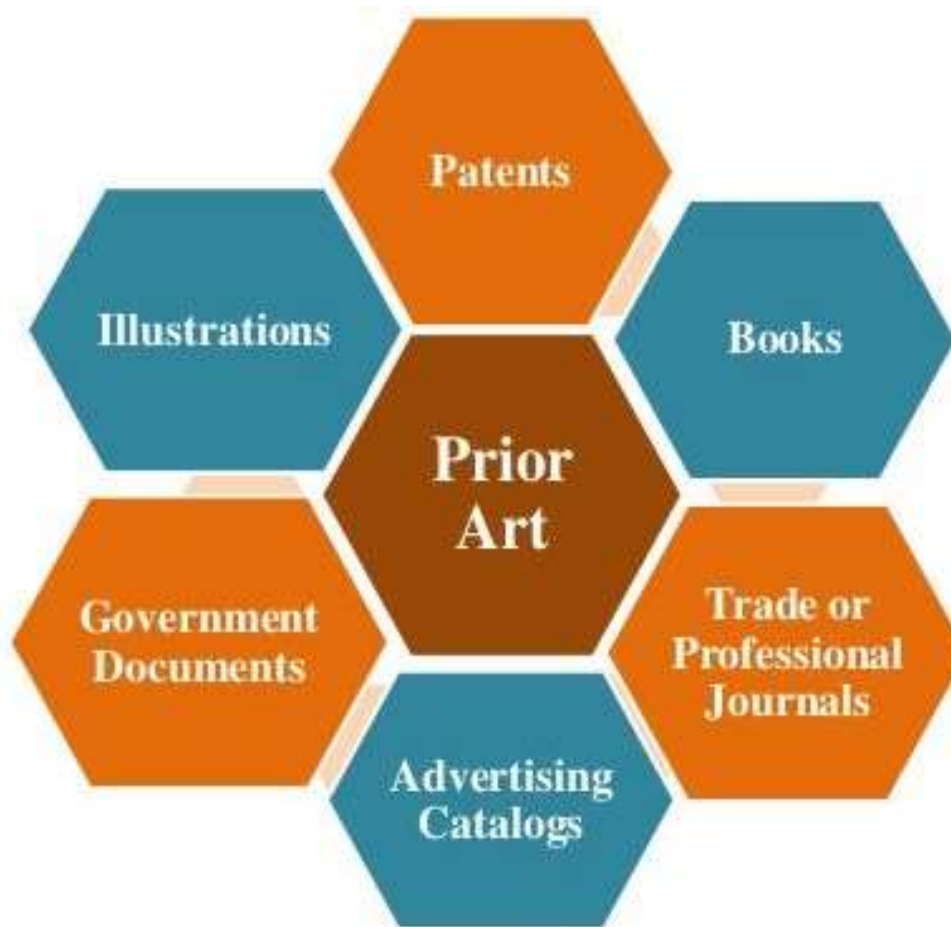 Patents
Illustrations
Books
Prior
Art
Government
Documents
Trade or
Professional
Journals
Advertising
Catalogs